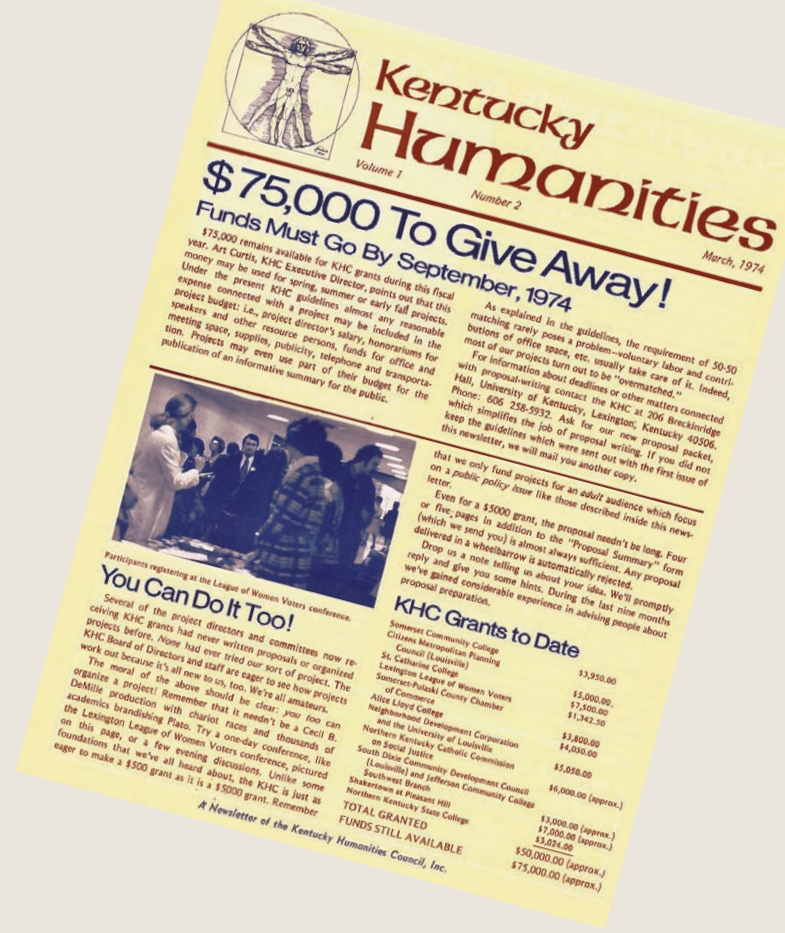 Kentucky
Humanities
Volume 1 Number 2 March, 1974
$75,000 To Give Away!
Funds Must Go By September, 1974
$75,000 remains available for KHC grants during this fiscal
year. Art Curtis, KHC Executive Director, points out that this
money may be used for spring, summer or early fall projects.
Under the present KHC guidelines almost any reasonable
expense connected with a project may be included in the
project budget: i.e., project director's salary, honorariums for
speakers and other resource persons, funds for office and
meeting space, supplies, publicity, telephone and transporta-
tion. Projects may even use part of their budget for the
publication of an informative summary for the public.
As explained in the guidelines, the requirement of 50-50
matching rarely poses a problem—voluntary labor and contri-
butions of office space, etc. usually take care of it. Indeed,
most of our projects turn out to be "overmatched."
For information about deadlines or other matters connected
with proposal-writing contact the KHC at 206 Breckinridge
Hall, University of Kentucky, Lexington, Kentucky 40506.
Phone: 606 258-5932. Ask for our new proposal packet,
which simplifies the job of proposal writing. If you did not
keep the guidelines which were sent out with the first issue of
this newsletter, we will mail you another copy.
Participants registering at the League of Women Voters conference.
You Can Do It Too!
Several of the project directors and committees now re-
ceiving KHC grants had never written proposals or organized
projects before. None had ever tried our sort of project. The
KHC Board of Directors and staff are eager to see how projects
work out because it's all new to us, too. We're all amateurs.
The moral of the above should be clear: you too can
organize a project! Remember that it needn't be a Cecil B.
DeMille production with chariot races and thousands of
academics brandishing Plato. Try a one-day conference, like
the Lexington League of Women Voters conference, pictured
on this page, or a few evening discussions. Unlike some
foundations that we've all heard about, the KHC is just as
eager to make a $500 grant as it is a $5000 grant. Remember
that we only fund projects for an adult audience which focus
on a public policy issue like those described inside this news-
letter.
Even for a $5000 grant, the proposal needn't be long. Four
or five pages in addition to the "Proposal Summary" form
(which we send you) is almost always sufficient. Any proposal
delivered in a wheelbarrow is automatically rejected.
Drop us a note telling us about your idea. We'll promptly
reply and give you some hints. During the last nine months
we've gained considerable experience in advising people about
proposal preparation.
KHC Grants to Date
Somerset Community College $3,950.00
Citizens Metropolitan Planning
Council (Louisville) $5,000.00
St. Catharine College $7,500.00
Lexington League of Women Voters $1,342.50
Somerset-Pulaski County Chamber
of Commerce $3,800.00
Alice Lloyd College $4,050.00
Neighborhood Development Corporation
and the University of Louisville $5,050.00
Northern Kentucky Catholic Commission
on Social Justice $6,000.00 (approx.)
South Dixie Community Development Council
(Louisville) and Jefferson Community College
Southwest Branch $3,000.00 (approx.)
Shakertown at Pleasant Hill $7,000.00 (approx.)
Northern Kentucky State College $3,024.00
TOTAL GRANTED $50,000.00 (approx.)
FUNDS STILL AVAILABLE $75,000.00 (approx.)
A Newsletter of the Kentucky Humanities Council, Inc.